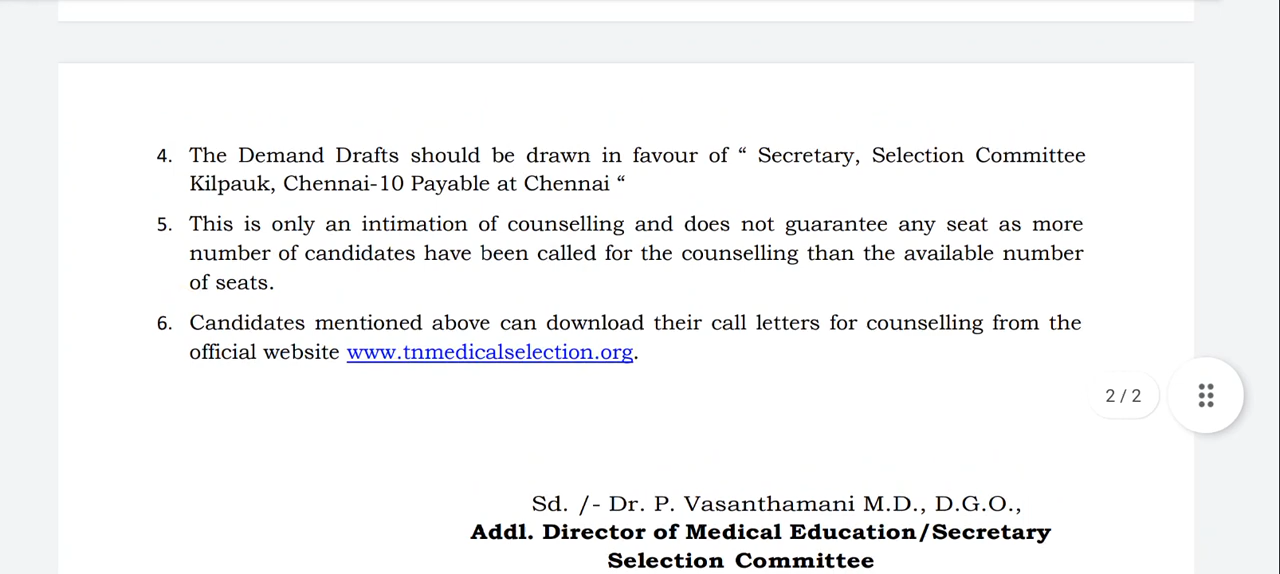 4. The Demand Drafts should be drawn in favour of “ Secretary, Selection Committee
Kilpauk, Chennai-10 Payable at Chennai “
5. This is only an intimation of counselling and does not guarantee any seat as more
number of candidates have been called for the counselling than the available number
of seats.
6. Candidates mentioned above can download their call letters for counselling from the
official website www.tnmedicalselection.org.
2 / 2
Sd. /- Dr. P. Vasanthamani M.D., D.G.O.,
Addl. Director of Medical Education/Secretary
Selection Committee